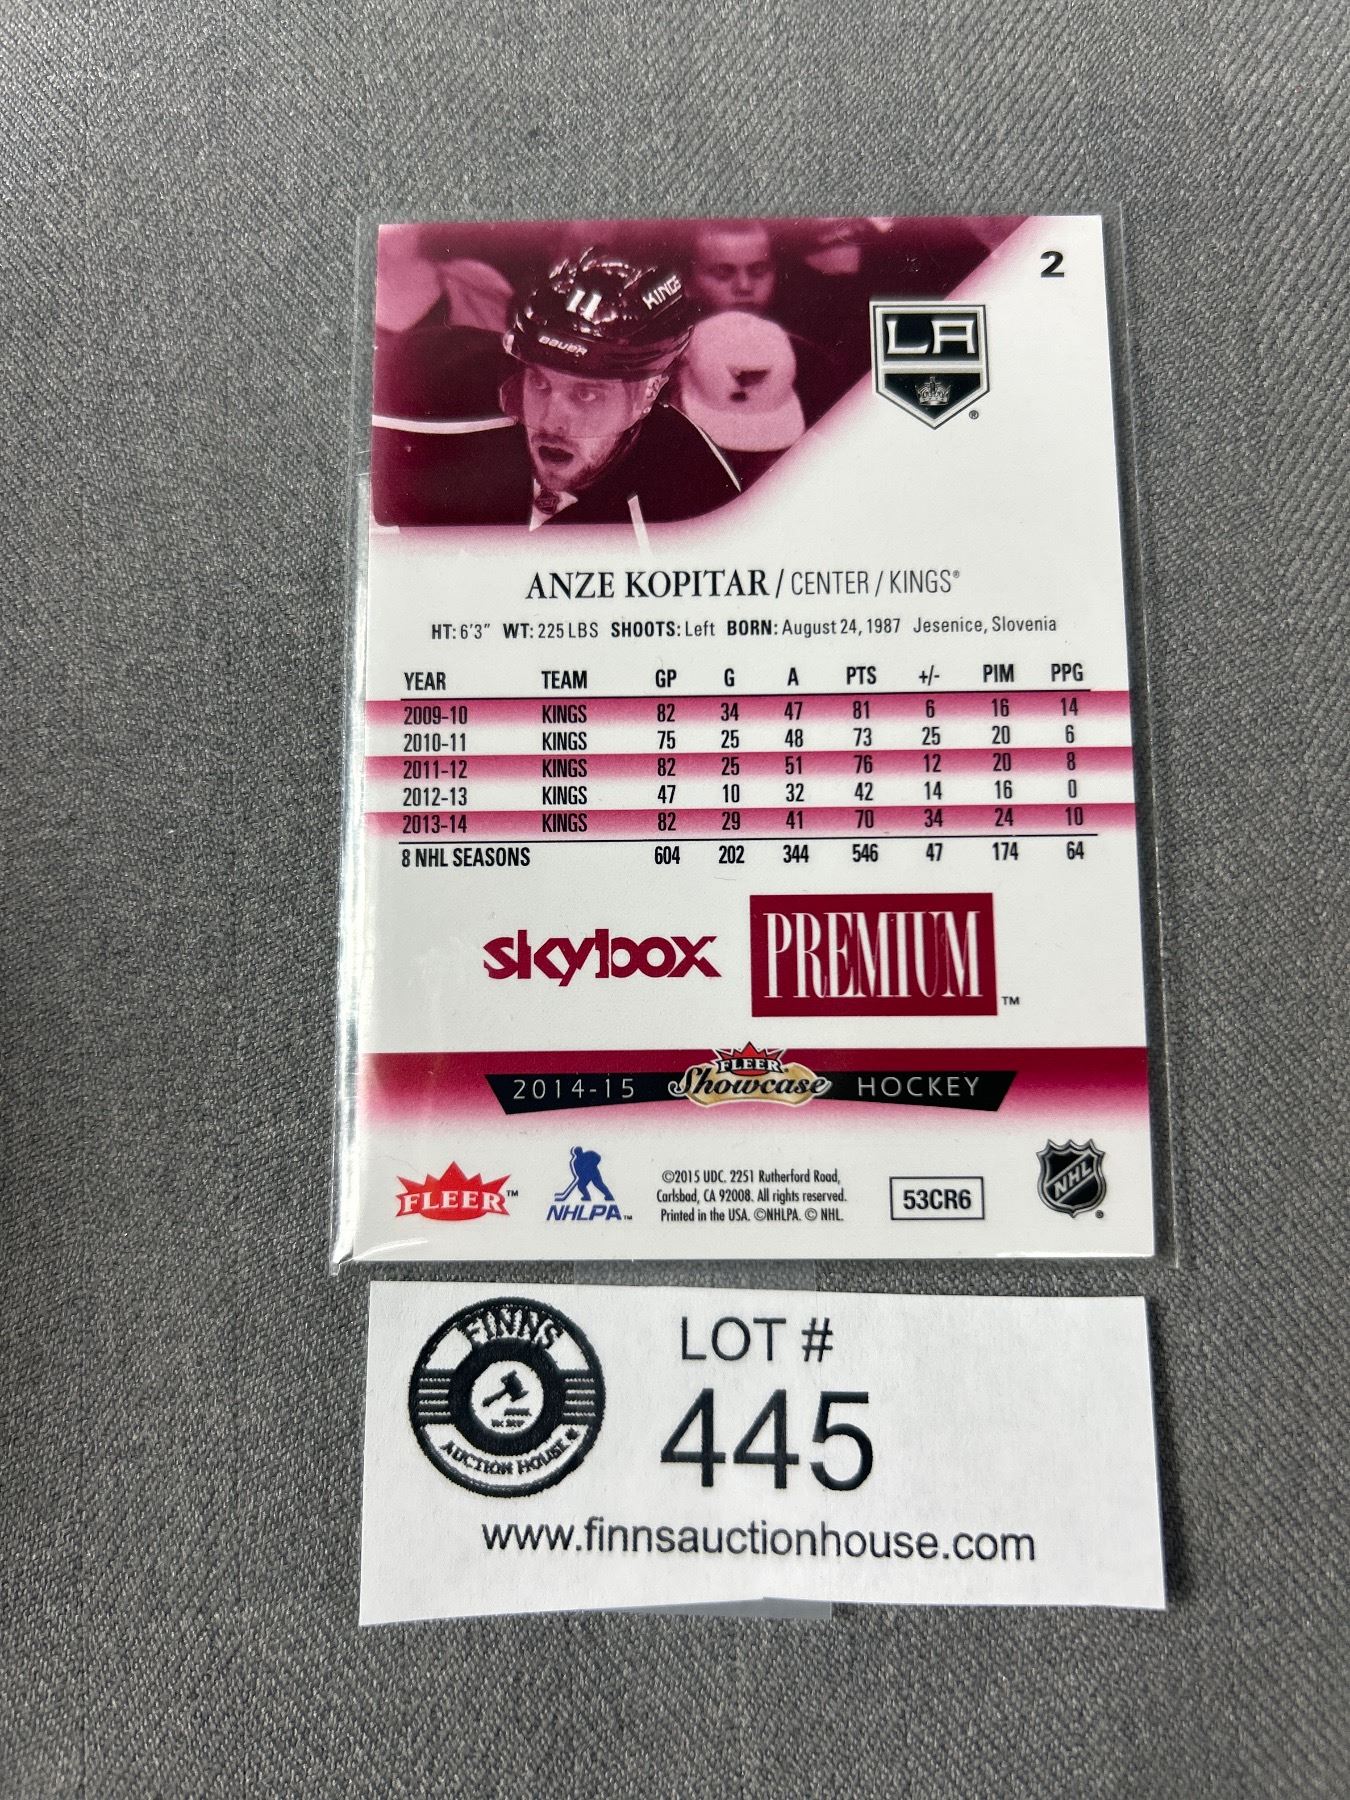 2
11
KINGS
BAUER
LA
®
ANZE KOPITAR / CENTER / KINGS®
HT: 6'3" WT: 225 LBS SHOOTS: Left BORN: August 24, 1987 Jesenice, Slovenia
YEAR TEAM GP G A PTS +/- PIM PPG
2009-10 KINGS 82 34 47 81 6 16 14
2010-11 KINGS 75 25 48 73 25 20 6
2011-12 KINGS 82 25 51 76 12 20 8
2012-13 KINGS 47 10 32 42 14 16 0
2013-14 KINGS 82 29 41 70 34 24 10
8 NHL SEASONS 604 202 344 546 47 174 64
skybox PREMIUM™
2014-15 FLEER Showcase HOCKEY
FLEER™
NHLPA™
©2015 UDC. 2251 Rutherford Road,
Carlsbad, CA 92008. All rights reserved.
Printed in the USA. ©NHLPA. © NHL.
53CR6
NHL®
FINNS
AUCTION HOUSE
LOT #
445
www.finnsauctionhouse.com